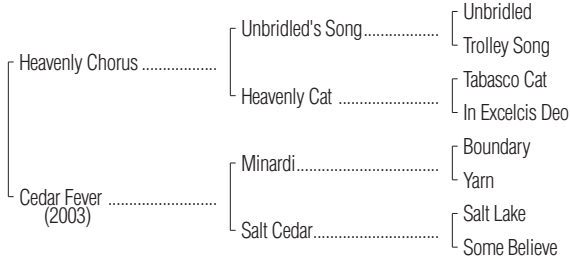 Unbridled
Unbridled's Song
Trolley Song
Heavenly Chorus
Tabasco Cat
Heavenly Cat
In Excelcis Deo
Boundary
Minardi
Yarn
Cedar Fever
(2003)
Salt Lake
Salt Cedar
Some Believe